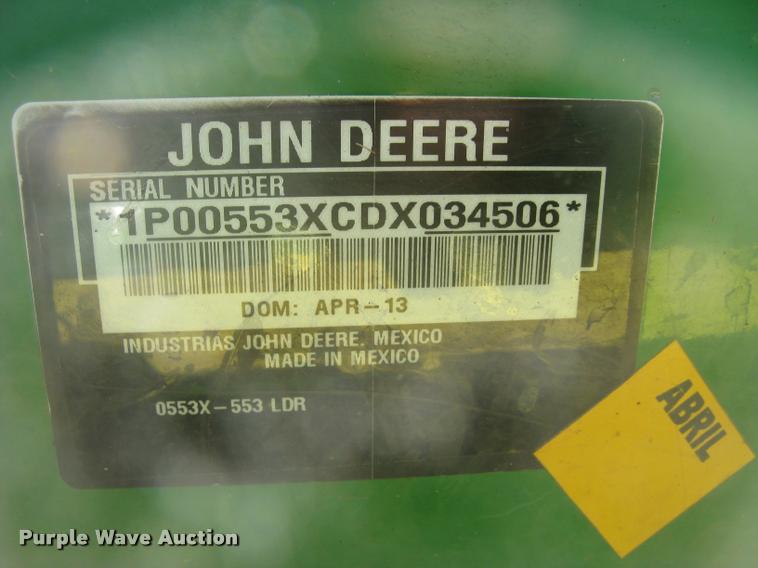 JOHN DEERE
SERIAL NUMBER
*1P00553XCDX034506*
DOM: APR-13
INDUSTRIAS JOHN DEERE. MEXICO
MADE IN MEXICO
0553X-553 LDR
ABRIL
Purple Wave Auction